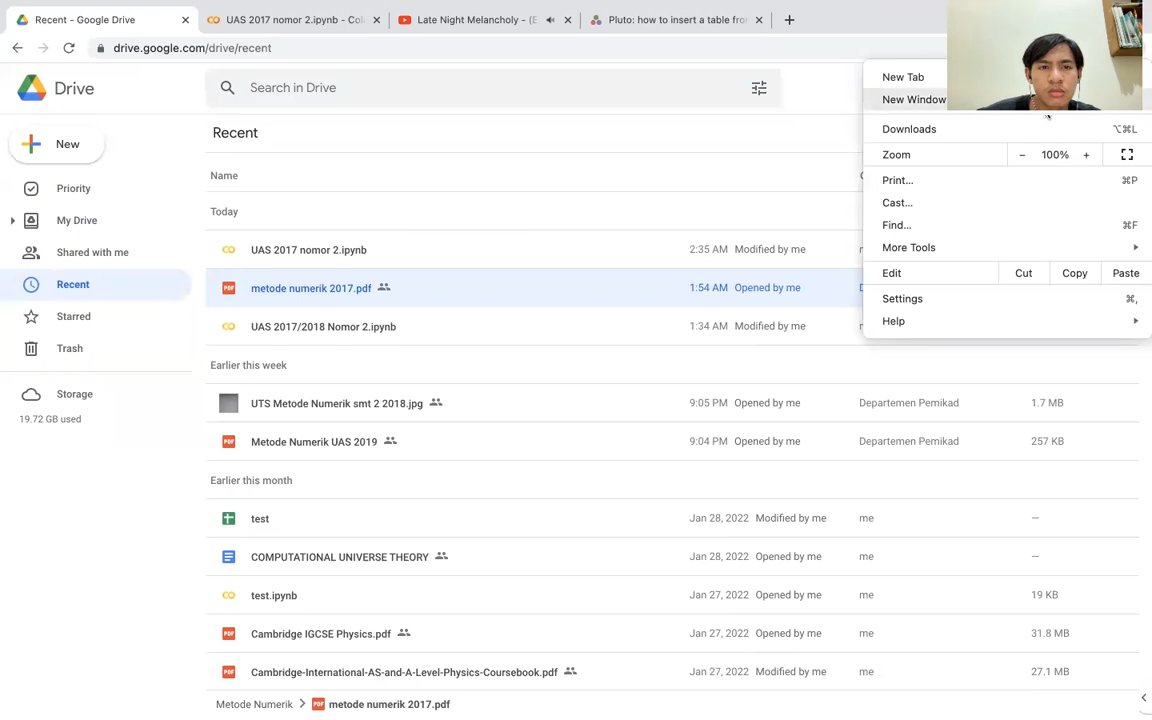 Recent - Google Drive
UAS 2017 nomor 2.ipynb - Col
Late Night Melancholy - (E
Pluto: how to insert a table fror
drive.google.com/drive/recent
Drive
Search in Drive
New
Priority
My Drive
Shared with me
Recent
Starred
Trash
Storage
19.72 GB used
Recent
Name
Today
UAS 2017 nomor 2.ipynb 2:35 AM Modified by me
metode numerik 2017.pdf 1:54 AM Opened by me
UAS 2017/2018 Nomor 2.ipynb 1:34 AM Modified by me
Earlier this week
UTS Metode Numerik smt 2 2018.jpg 9:05 PM Opened by me Departemen Pemikad 1.7 MB
Metode Numerik UAS 2019 9:04 PM Opened by me Departemen Pemikad 257 KB
Earlier this month
test Jan 28, 2022 Modified by me me —
COMPUTATIONAL UNIVERSE THEORY Jan 28, 2022 Opened by me me —
test.ipynb Jan 27, 2022 Opened by me me 19 KB
Cambridge IGCSE Physics.pdf Jan 27, 2022 Opened by me me 31.8 MB
Cambridge-International-AS-and-A-Level-Physics-Coursebook.pdf Jan 27, 2022 Modified by me me 27.1 MB
Metode Numerik > metode numerik 2017.pdf
New Tab
New Window
Downloads ⌥⌘L
Zoom − 100% +
Print... ⌘P
Cast...
Find... ⌘F
More Tools
Edit Cut Copy Paste
Settings ⌘,
Help